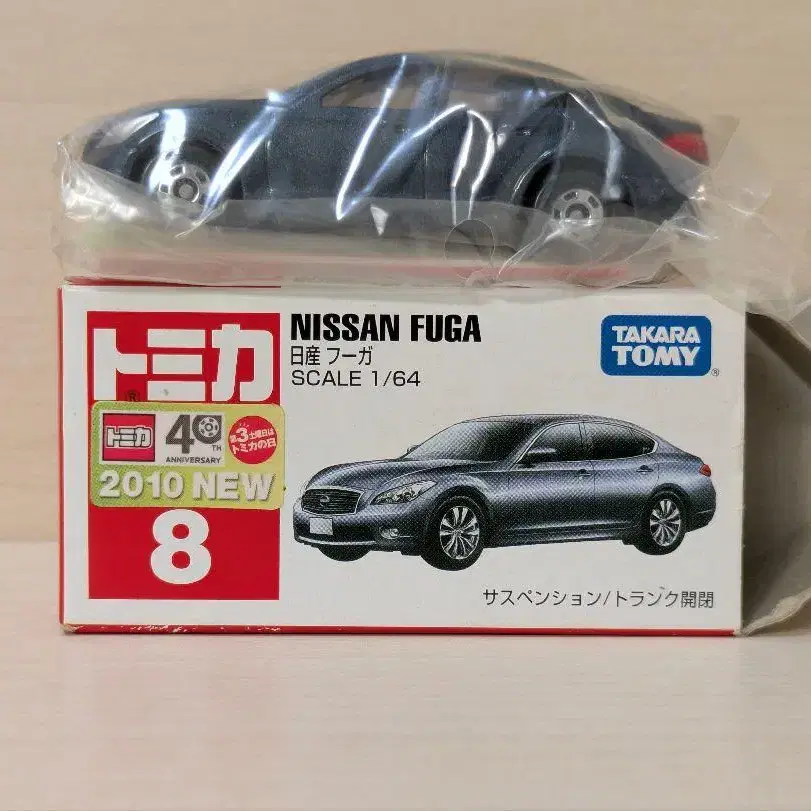 トミカ
®
NISSAN FUGA
日産 フーガ
SCALE 1/64
TAKARA
TOMY
®
トミカ
40TH
ANNIVERSARY
第3土曜日は
トミカの日
2010 NEW
8
サスペンション/トランク開閉